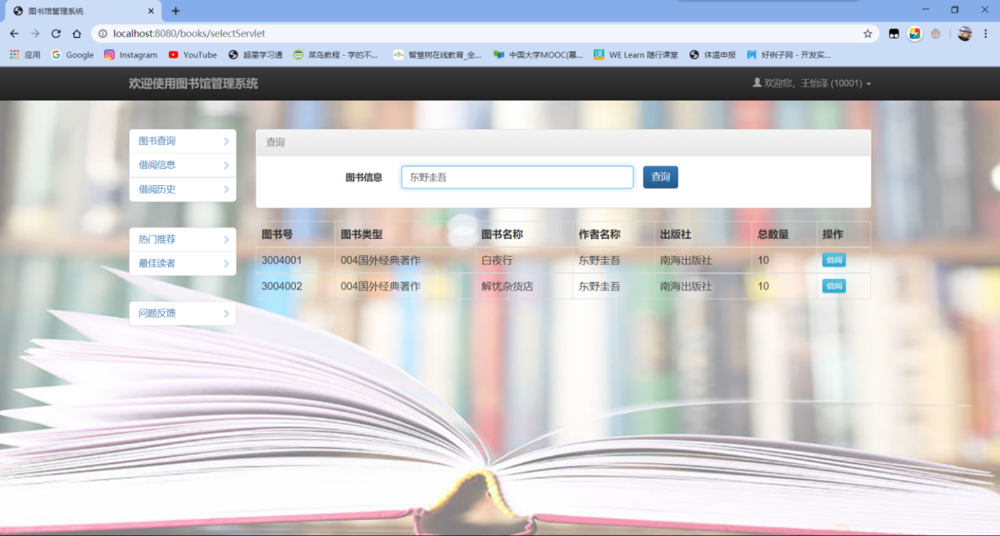 图书馆管理系统
localhost:8080/books/selectServlet
应用 Google Instagram YouTube 超星学习通 菜鸟教程 - 学的不... 智慧树在线教育_全... 中国大学MOOC(慕... WE Learn 随行课堂 体温申报 例 好例子网 - 开发实...
欢迎使用图书馆管理系统 欢迎您，王怡泽 (10001)
图书查询
借阅信息
借阅历史
热门推荐
最佳读者
问题反馈
查询
图书信息 东野圭吾 查询
图书号 图书类型 图书名称 作者名称 出版社 总数量 操作
3004001 004国外经典著作 白夜行 东野圭吾 南海出版社 10 借阅
3004002 004国外经典著作 解忧杂货店 东野圭吾 南海出版社 10 借阅